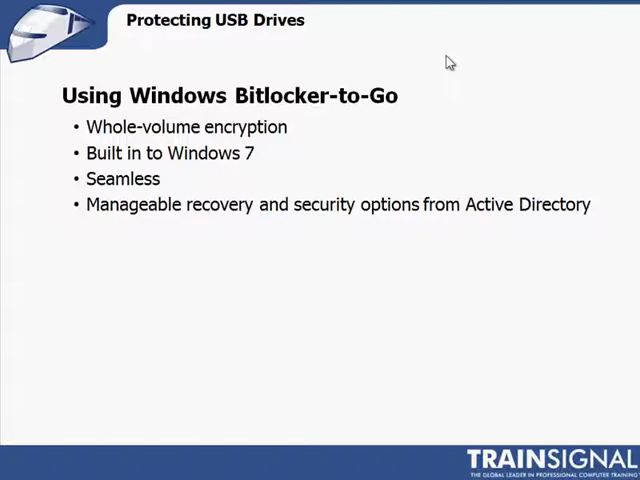 Protecting USB Drives
Using Windows Bitlocker-to-Go
• Whole-volume encryption
• Built in to Windows 7
• Seamless
• Manageable recovery and security options from Active Directory
TRAINSIGNAL
THE GLOBAL LEADER IN PROFESSIONAL COMPUTER TRAINING